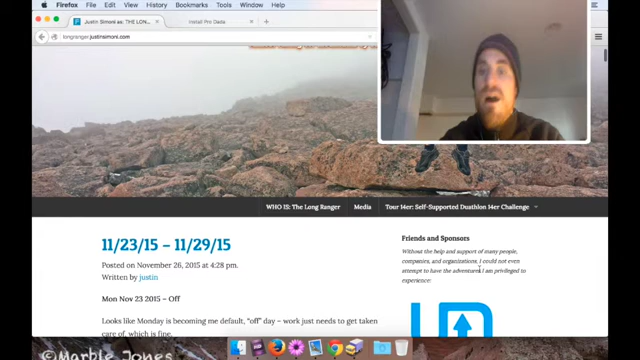 Firefox File Edit View History Bookmarks Tools Window Help
Justin Simoni as: THE LON...
Install Pro Dada
longranger.justinsimoni.com
WHO IS: The Long Ranger Media Tour 14er: Self-Supported Duathlon 14er Challenge
11/23/15 – 11/29/15
Posted on November 26, 2015 at 4:28 pm.
Written by justin
Mon Nov 23 2015 – Off
Looks like Monday is becoming me default, "off" day – work just needs to get taken
care of, which is fine.
Friends and Sponsors
Without the help and support of many people,
companies, and organizations, I could not even
attempt to have the adventures I am privileged to
experience:
©Marble Jones